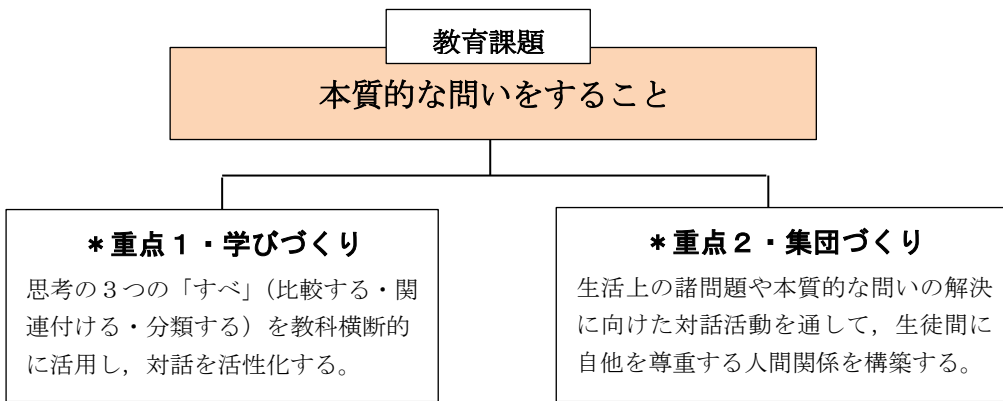 教育課題
本質的な問いをすること
＊重点１・学びづくり
思考の３つの「すべ」（比較する・関
連付ける・分類する）を教科横断的
に活用し，対話を活性化する。
＊重点２・集団づくり
生活上の諸問題や本質的な問いの解決
に向けた対話活動を通して，生徒間に
自他を尊重する人間関係を構築する。